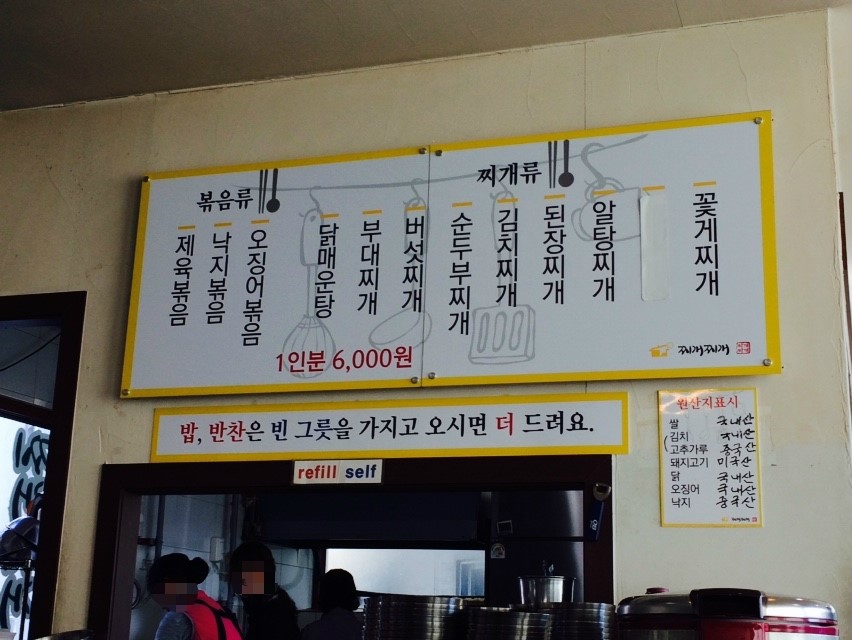 볶음류
제육볶음
낙지볶음
오징어볶음
닭매운탕
부대찌개
버섯찌개
1인분 6,000원
찌개류
순두부찌개
김치찌개
된장찌개
알탕찌개
꽃게찌개
찌개찌개
밥, 반찬은 빈 그릇을 가지고 오시면 더 드려요.
refill self
원산지표시
쌀 국내산
김치 국내산
고추가루 중국산
돼지고기 미국산
닭 국내산
오징어 국내산
낙지 중국산
찌개찌개